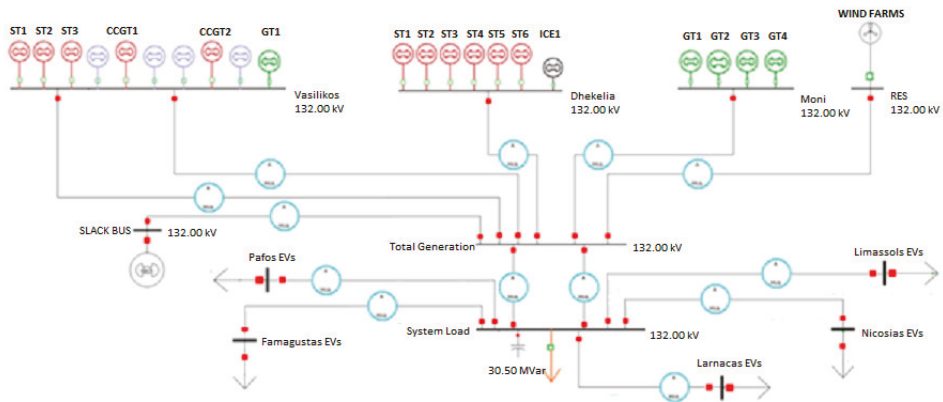 ST1 ST2 ST3 CCGT1 CCGT2 GT1
ST1 ST2 ST3 ST4 ST5 ST6 ICE1
GT1 GT2 GT3 GT4
WIND FARMS
Vasilikos
132.00 kV
Dhekelia
132.00 kV
Moni
132.00 kV
RES
132.00 kV
SLACK BUS
132.00 kV
Total Generation
132.00 kV
Pafos EVs
Limassols EVs
Famagustas EVs
System Load
132.00 kV
Nicosias EVs
30.50 MVar
Larnacas EVs